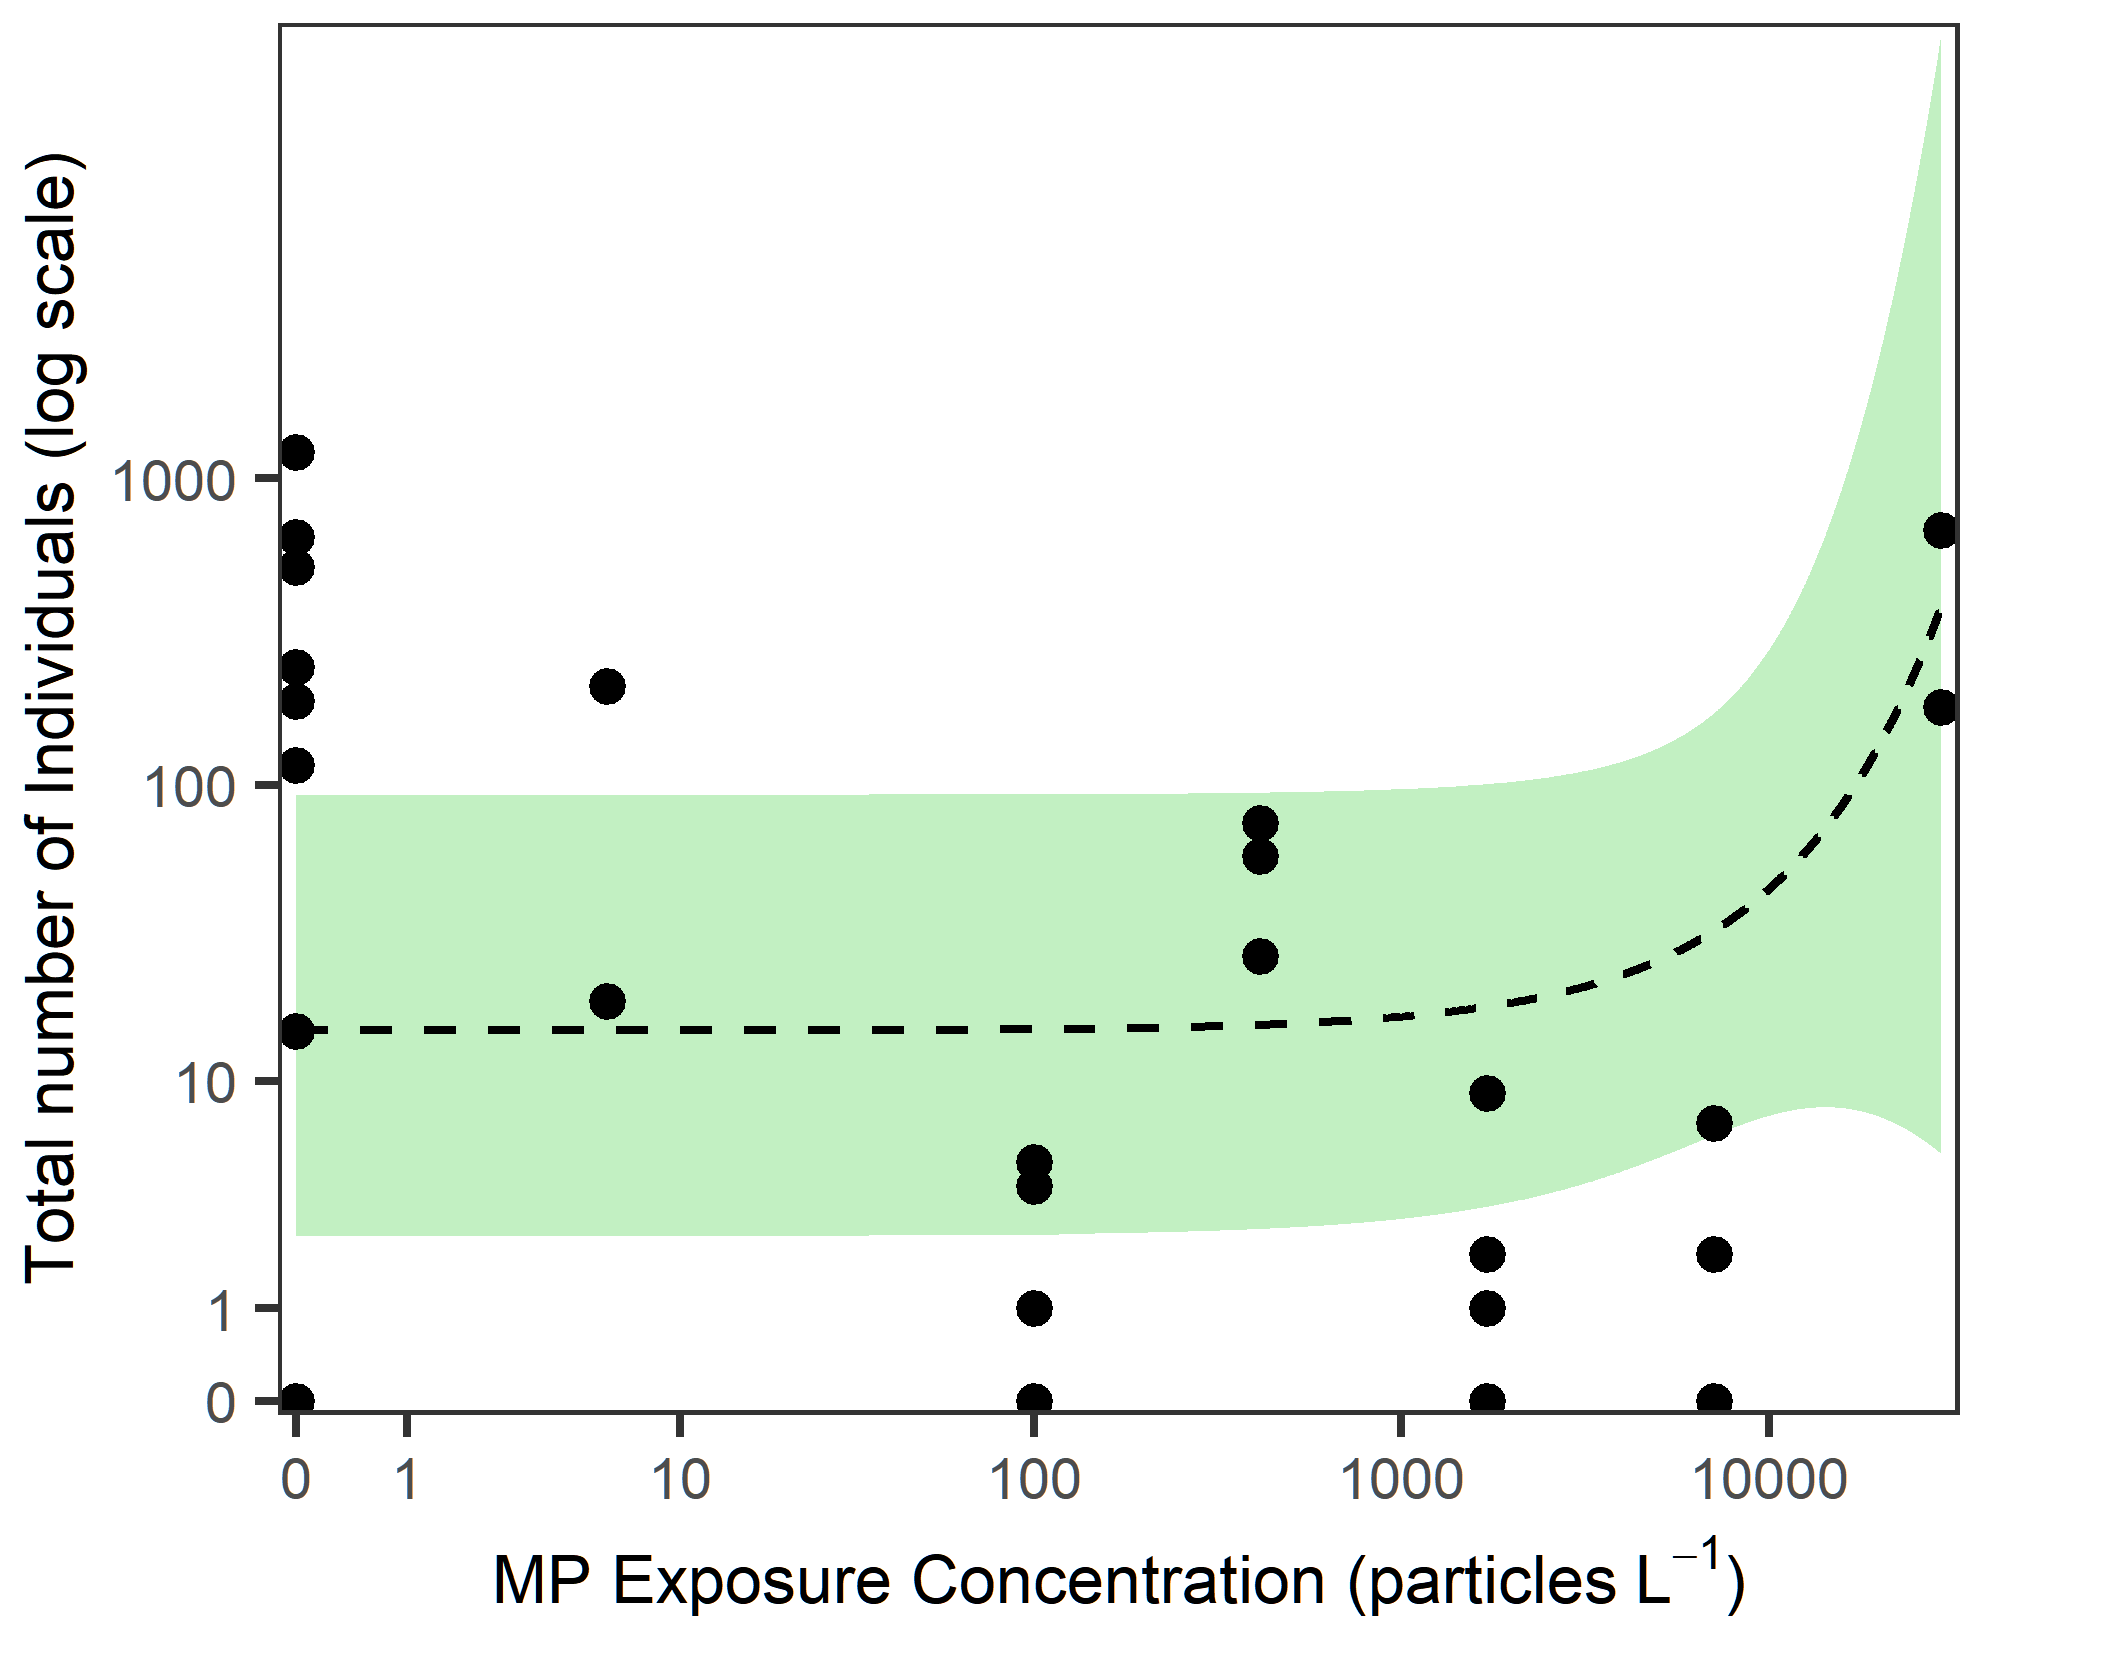 Total number of Individuals (log scale)
1000
100
10
1
0
0 1 10 100 1000 10000
MP Exposure Concentration (particles L⁻¹)